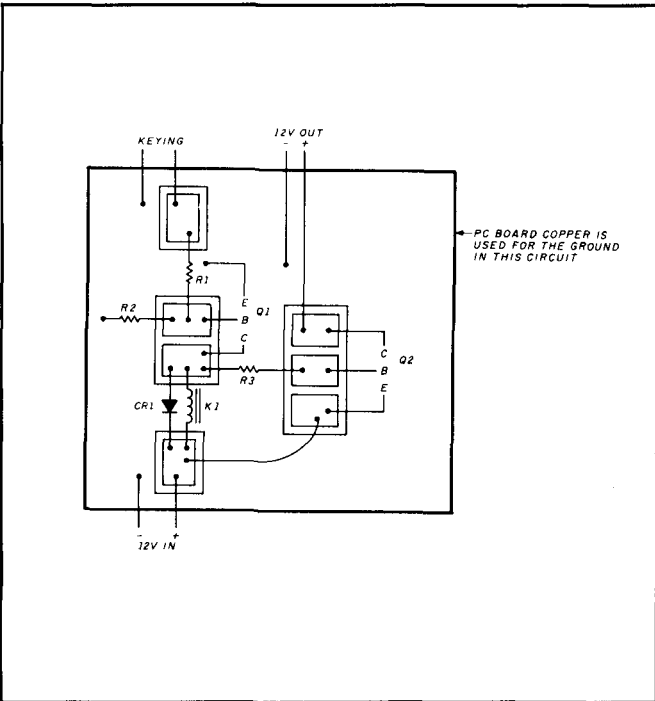 KEYING
12V OUT
- +
PC BOARD COPPER IS
USED FOR THE GROUND
IN THIS CIRCUIT
R1
E
Q1
R2
B
C
C
Q2
B
R3
E
CR1
K1
- +
12V IN